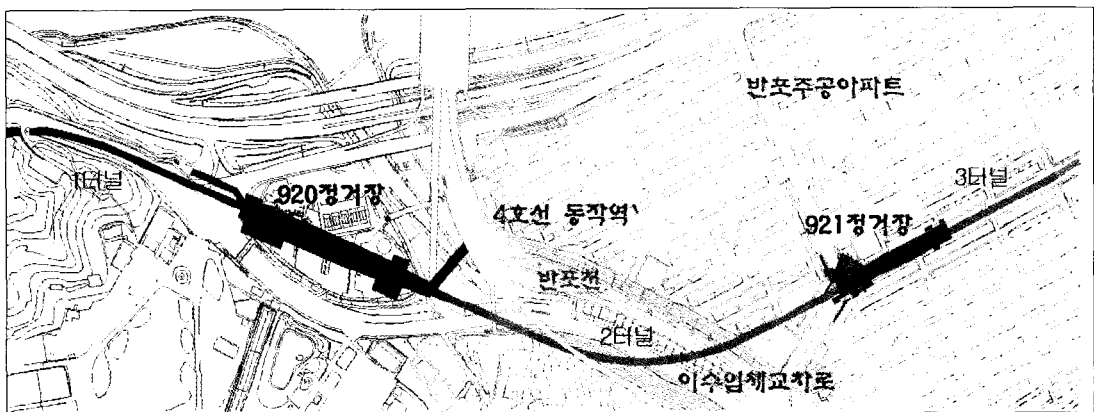 반포주공아파트
1터널
920정거장
4호선 동작역
3터널
921정거장
반포천
2터널
이수입체교차로